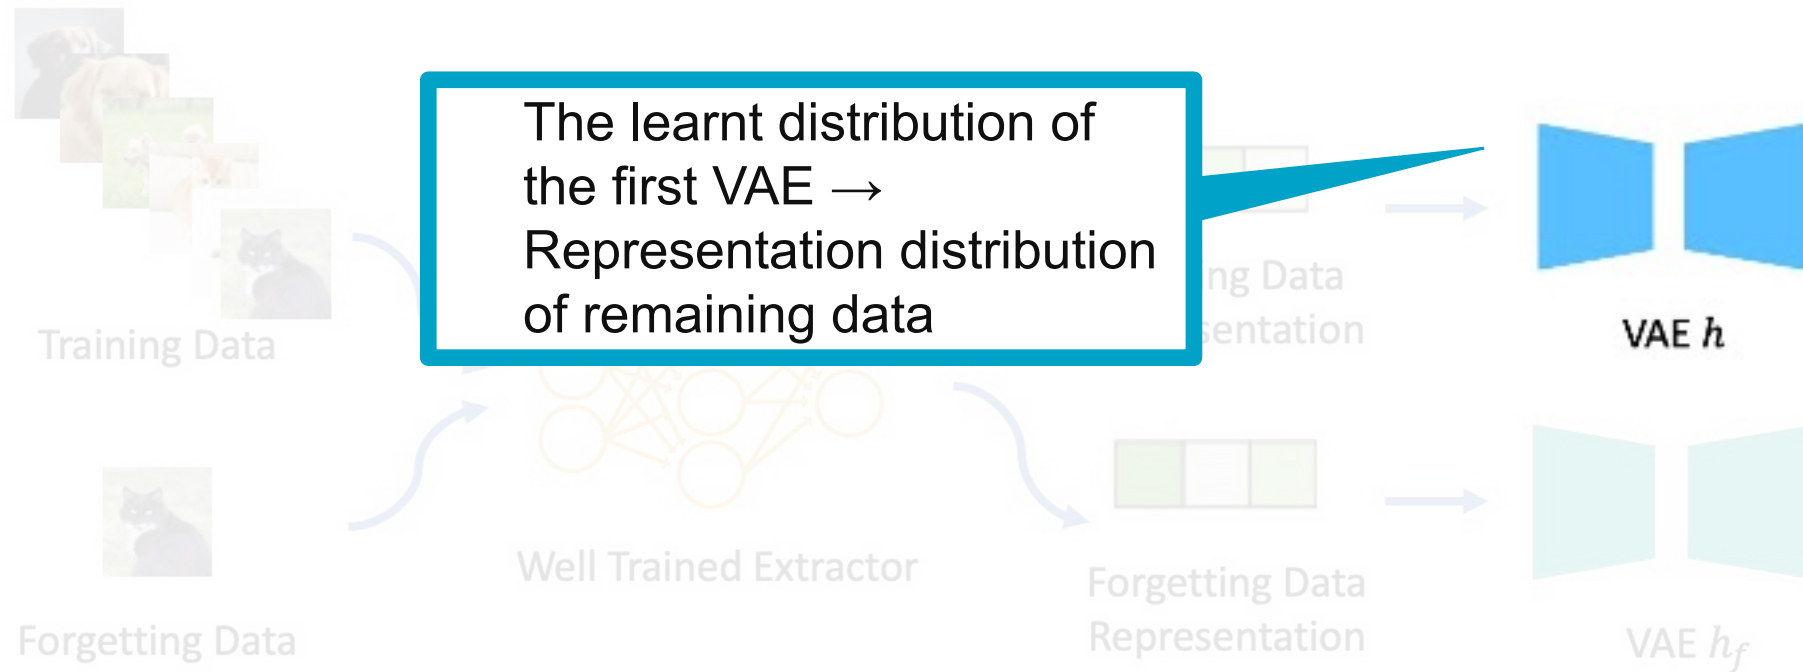 The learnt distribution of
the first VAE →
Representation distribution
of remaining data
Training Data
ng Data
sentation
VAE h
Well Trained Extractor
Forgetting Data
Representation
Forgetting Data
VAE h_f